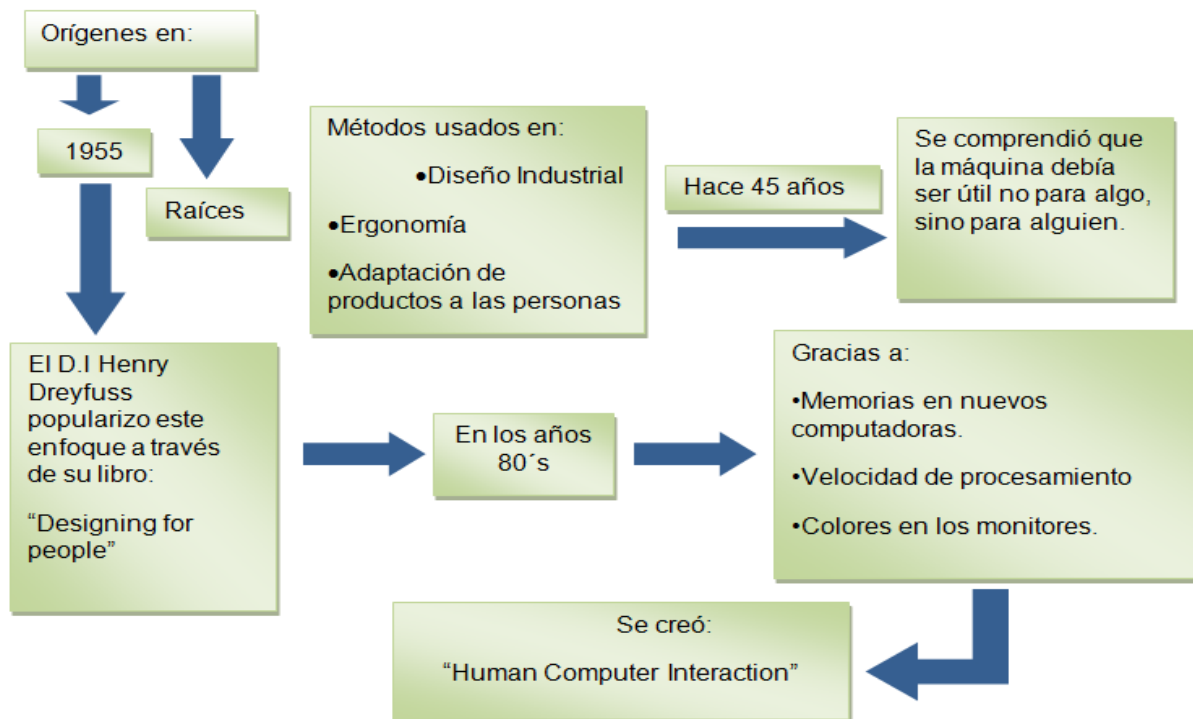 Orígenes en:
1955
Raíces
Métodos usados en:
•Diseño Industrial
•Ergonomía
•Adaptación de
productos a las personas
Hace 45 años
Se comprendió que
la máquina debía
ser útil no para algo,
sino para alguien.
El D.I Henry
Dreyfuss
popularizo este
enfoque a través
de su libro:
“Designing for
people”
En los años
80´s
Gracias a:
•Memorias en nuevos
computadoras.
•Velocidad de procesamiento
•Colores en los monitores.
Se creó:
“Human Computer Interaction”